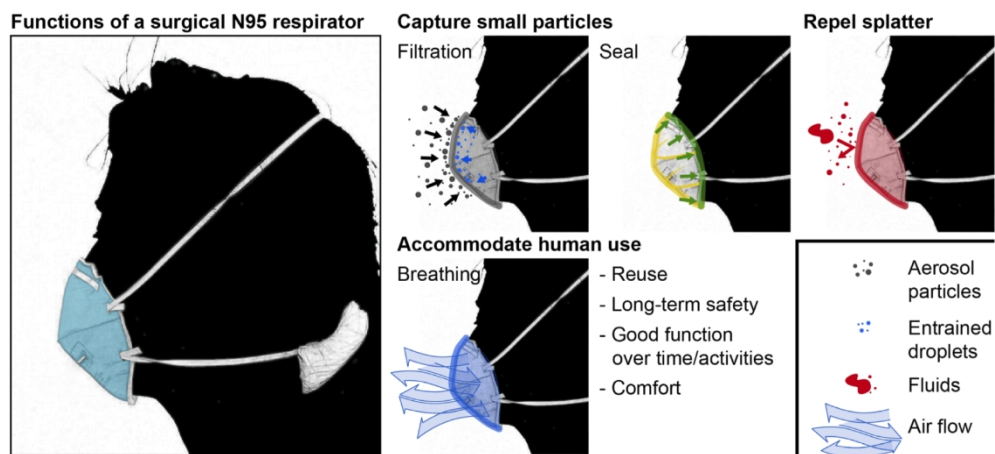 Functions of a surgical N95 respirator
Capture small particles
Filtration
Seal
Repel splatter
Accommodate human use
Breathing
- Reuse
- Long-term safety
- Good function
over time/activities
- Comfort
Aerosol
particles
Entrained
droplets
Fluids
Air flow